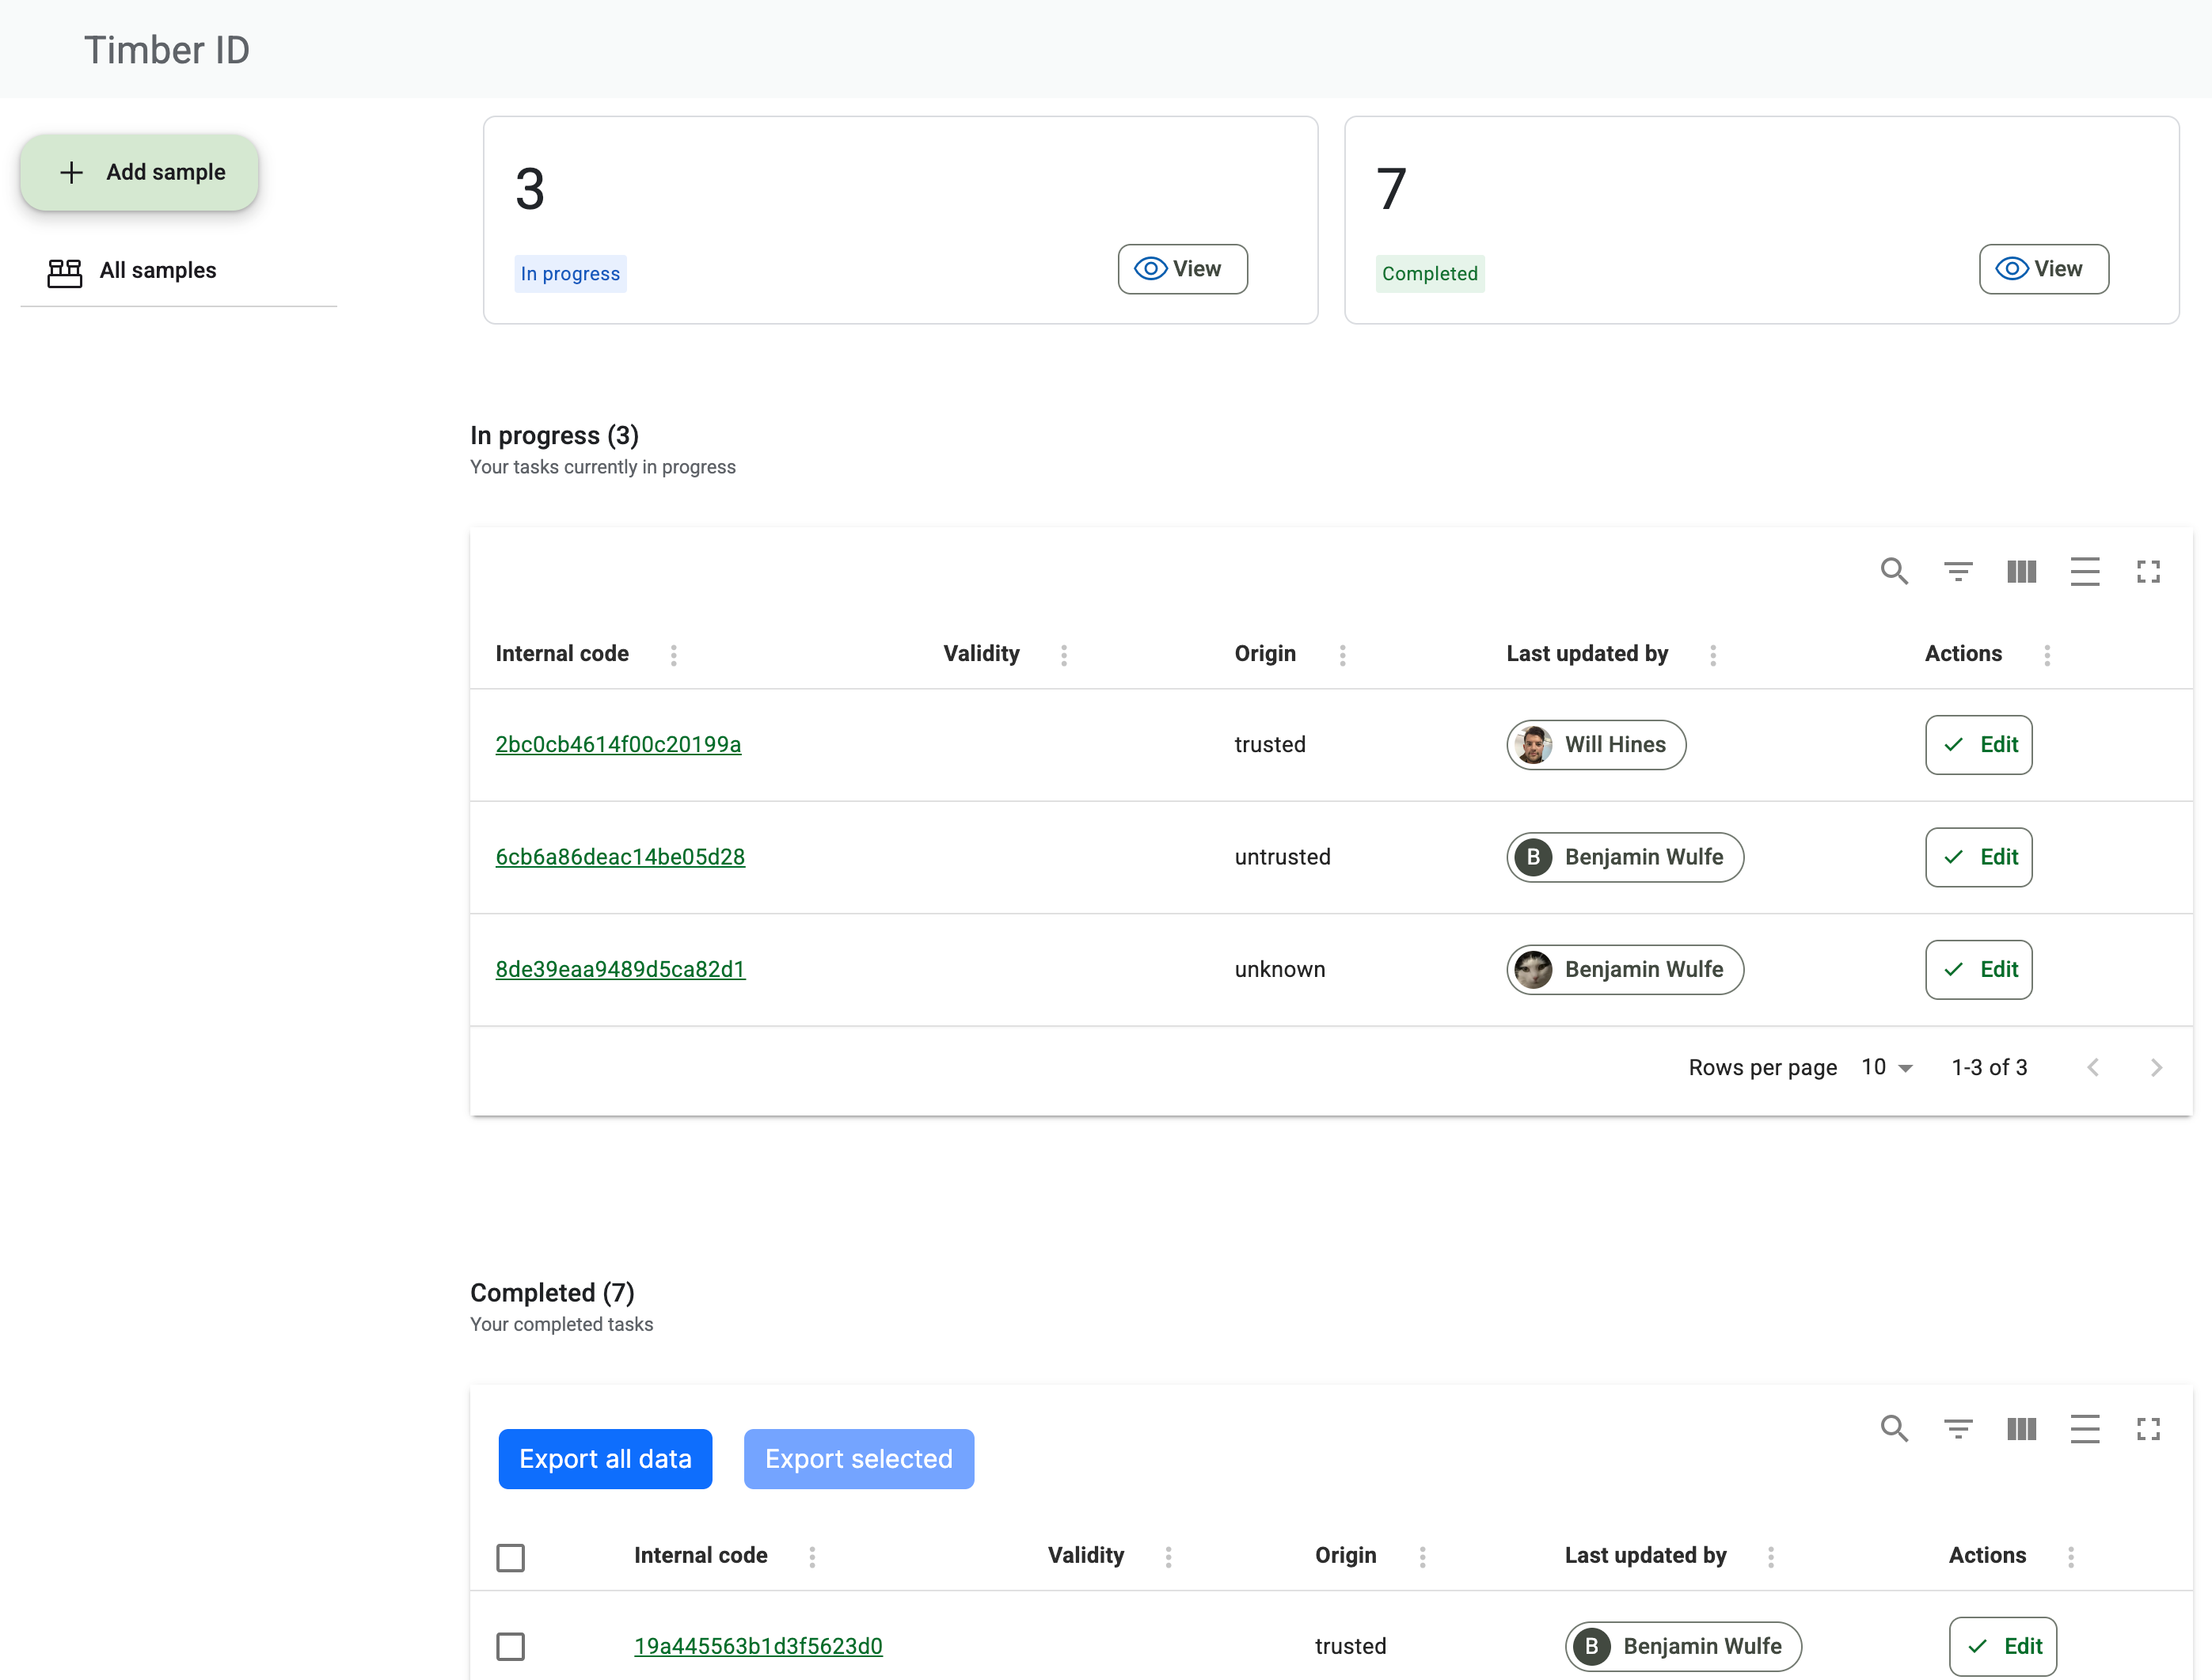 Timber ID
Add sample
All samples
3
In progress
View
7
Completed
View
In progress (3)
Your tasks currently in progress
Internal code Validity Origin Last updated by Actions
2bc0cb4614f00c20199a trusted Will Hines Edit
6cb6a86deac14be05d28 untrusted B Benjamin Wulfe Edit
8de39eaa9489d5ca82d1 unknown Benjamin Wulfe Edit
Rows per page 10 1-3 of 3
Completed (7)
Your completed tasks
Export all data Export selected
Internal code Validity Origin Last updated by Actions
19a445563b1d3f5623d0 trusted B Benjamin Wulfe Edit